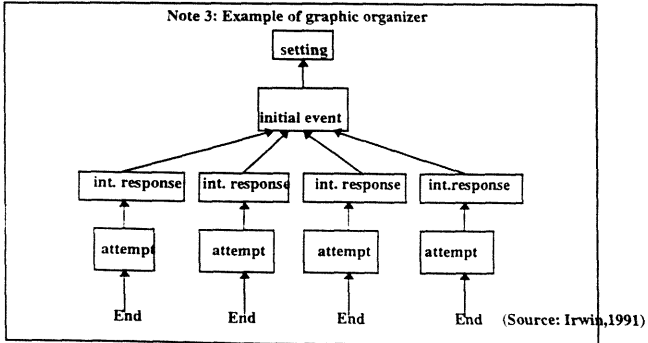 Note 3: Example of graphic organizer
setting
initial event
int. response int. response int. response int.response
attempt attempt attempt attempt
End End End End (Source: Irwin,1991)